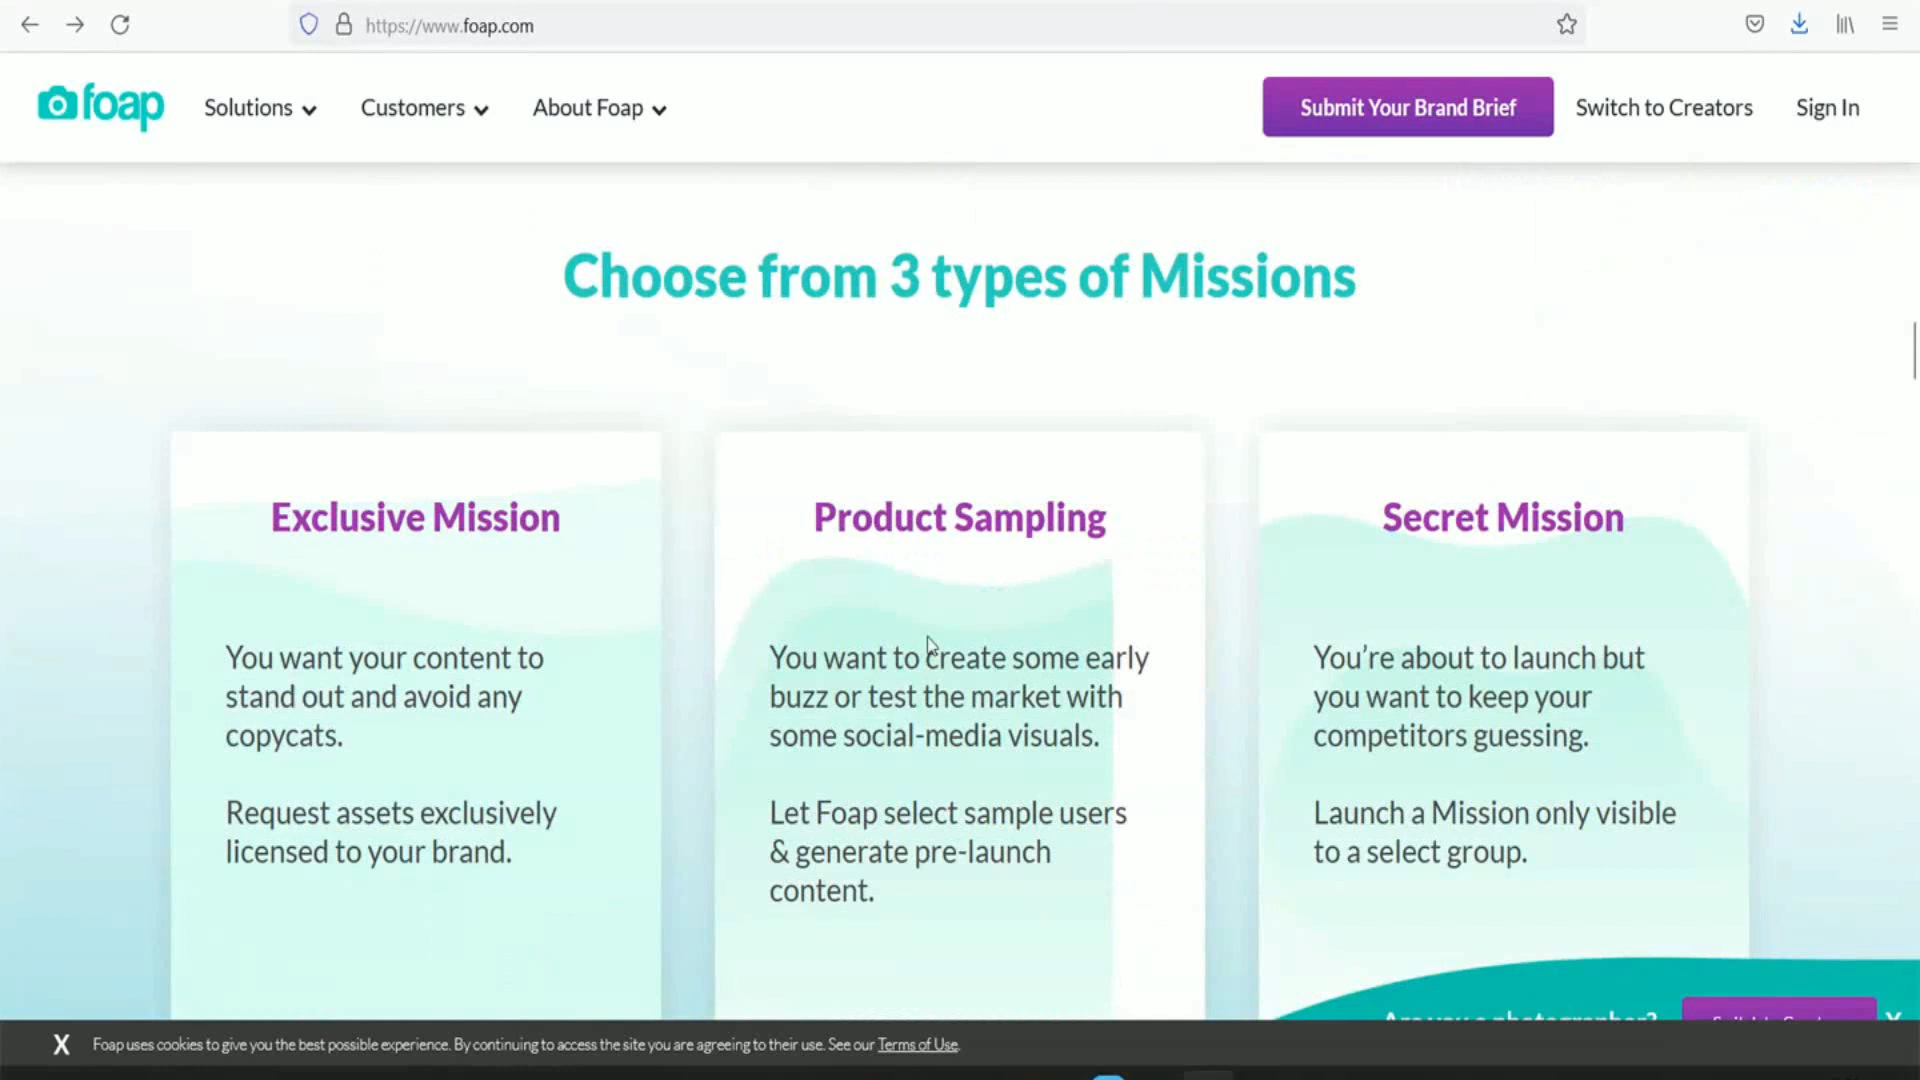 https://www.foap.com
foap
Solutions
Customers
About Foap
Submit Your Brand Brief
Switch to Creators
Sign In
Choose from 3 types of Missions
Exclusive Mission
You want your content to
stand out and avoid any
copycats.
Request assets exclusively
licensed to your brand.
Product Sampling
You want to create some early
buzz or test the market with
some social-media visuals.
Let Foap select sample users
& generate pre-launch
content.
Secret Mission
You're about to launch but
you want to keep your
competitors guessing.
Launch a Mission only visible
to a select group.
Are you a photographer?
X
X Foap uses cookies to give you the best possible experience. By continuing to access the site you are agreeing to their use. See our Terms of Use.